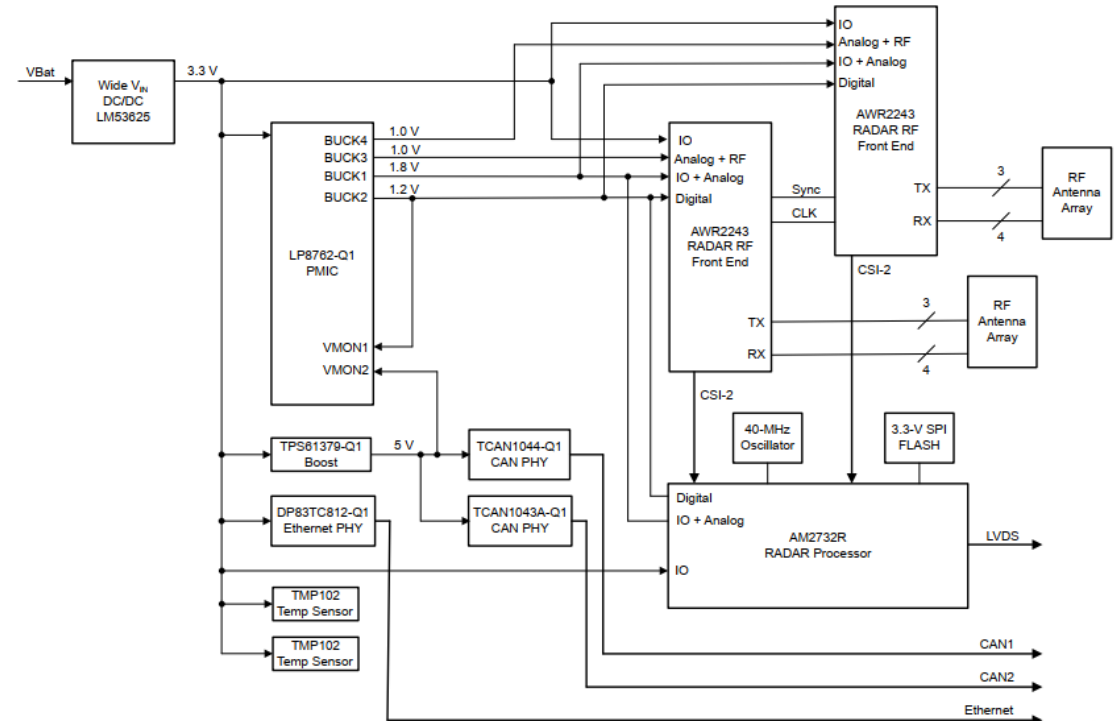 VBat
Wide VIN
DC/DC
LM53625
3.3 V
IO
Analog + RF
IO + Analog
Digital
AWR2243
RADAR RF
Front End
TX
RX
3
4
RF
Antenna
Array
CSI-2
BUCK4
BUCK3
BUCK1
BUCK2
1.0 V
1.0 V
1.8 V
1.2 V
LP8762-Q1
PMIC
VMON1
VMON2
IO
Analog + RF
IO + Analog
Digital
AWR2243
RADAR RF
Front End
Sync
CLK
TX
RX
3
4
RF
Antenna
Array
CSI-2
40-MHz
Oscillator
3.3-V SPI
FLASH
TPS61379-Q1
Boost
5 V
TCAN1044-Q1
CAN PHY
DP83TC812-Q1
Ethernet PHY
TCAN1043A-Q1
CAN PHY
Digital
IO + Analog
IO
AM2732R
RADAR Processor
LVDS
TMP102
Temp Sensor
TMP102
Temp Sensor
CAN1
CAN2
Ethernet